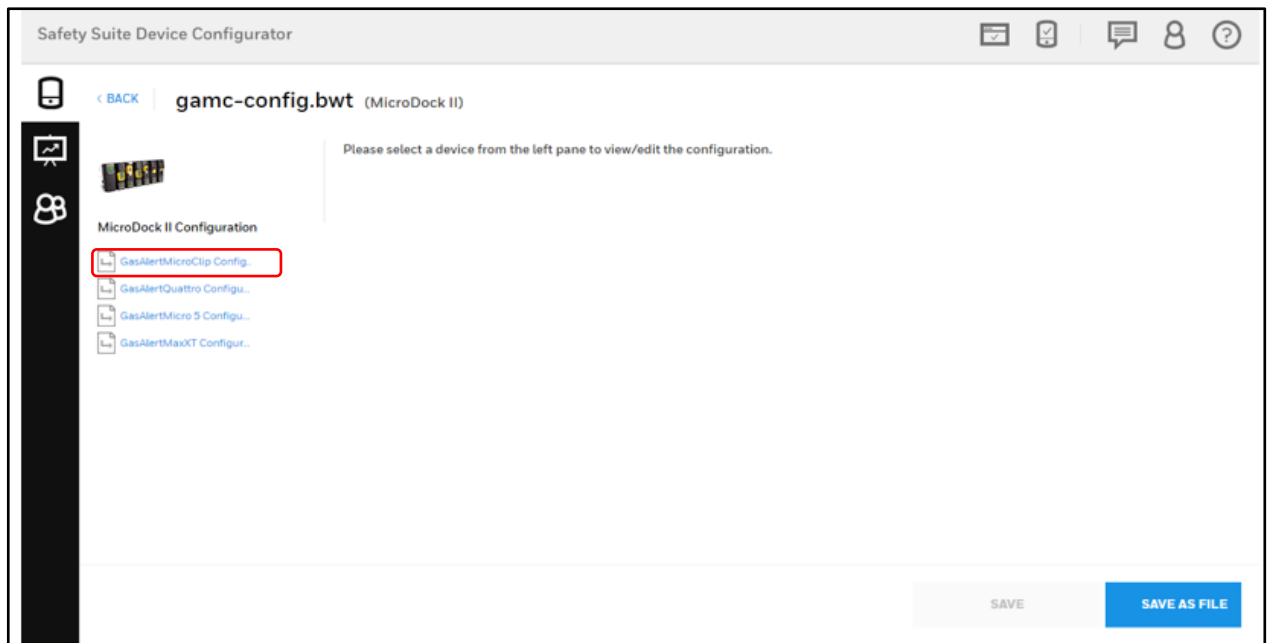 Safety Suite Device Configurator
< BACK
gamc-config.bwt (MicroDock II)
Please select a device from the left pane to view/edit the configuration.
MicroDock II Configuration
GasAlertMicroClip Config..
GasAlertQuattro Configu...
GasAlertMicro 5 Configu...
GasAlertMaxXT Configur...
SAVE
SAVE AS FILE